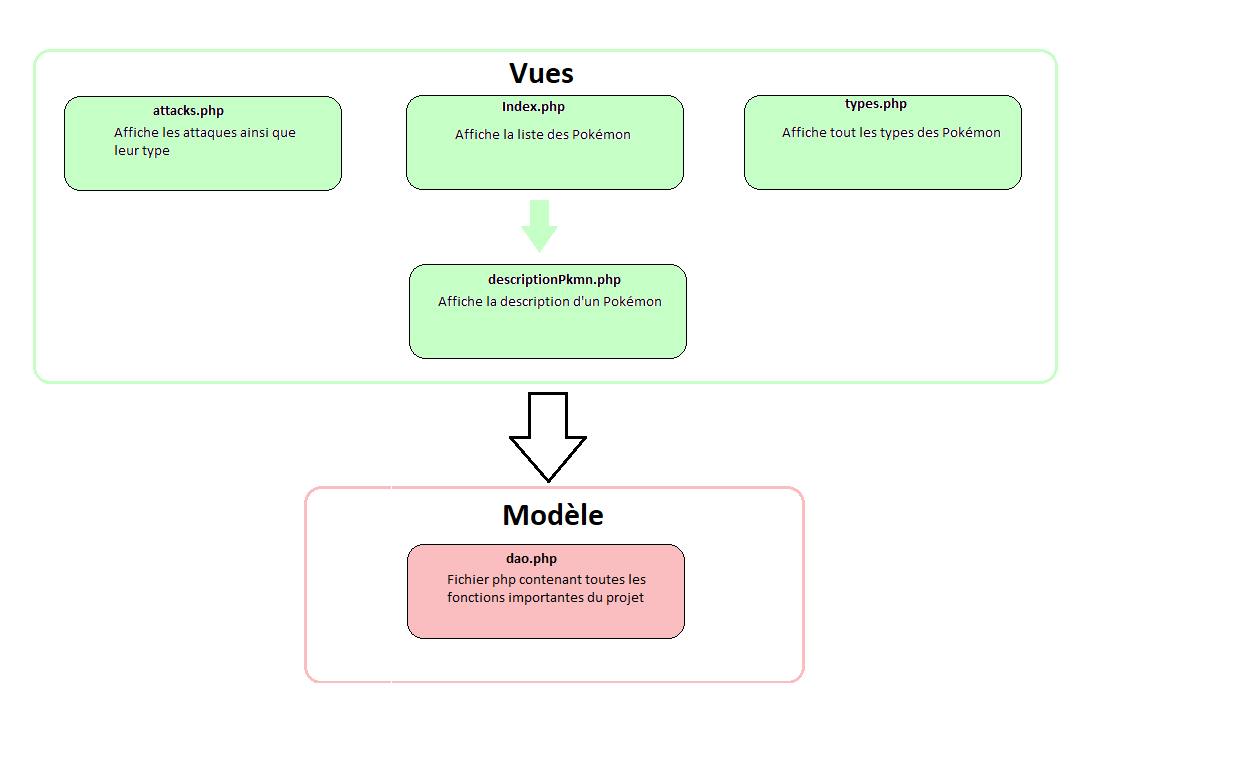 Vues
attacks.php
Affiche les attaques ainsi que
leur type
Index.php
Affiche la liste des Pokémon
types.php
Affiche tout les types des Pokémon
descriptionPkmn.php
Affiche la description d'un Pokémon
Modèle
dao.php
Fichier php contenant toutes les
fonctions importantes du projet